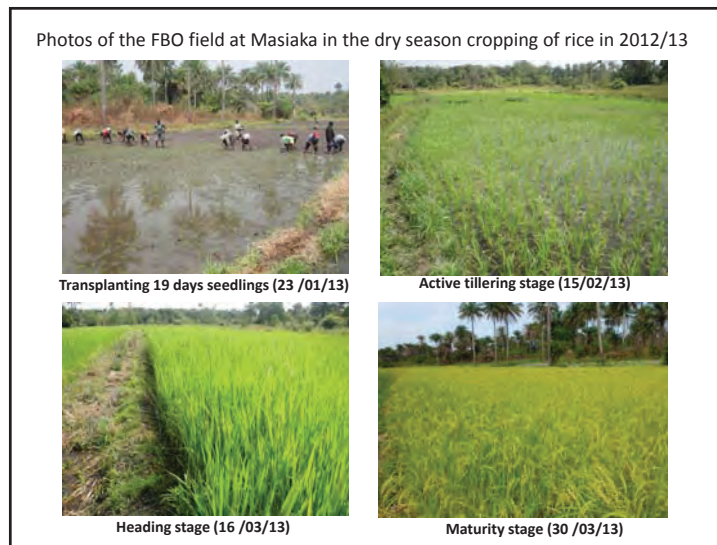 Photos of the FBO field at Masiaka in the dry season cropping of rice in 2012/13
Transplanting 19 days seedlings (23 /01/13)
Active tillering stage (15/02/13)
Heading stage (16 /03/13)
Maturity stage (30 /03/13)